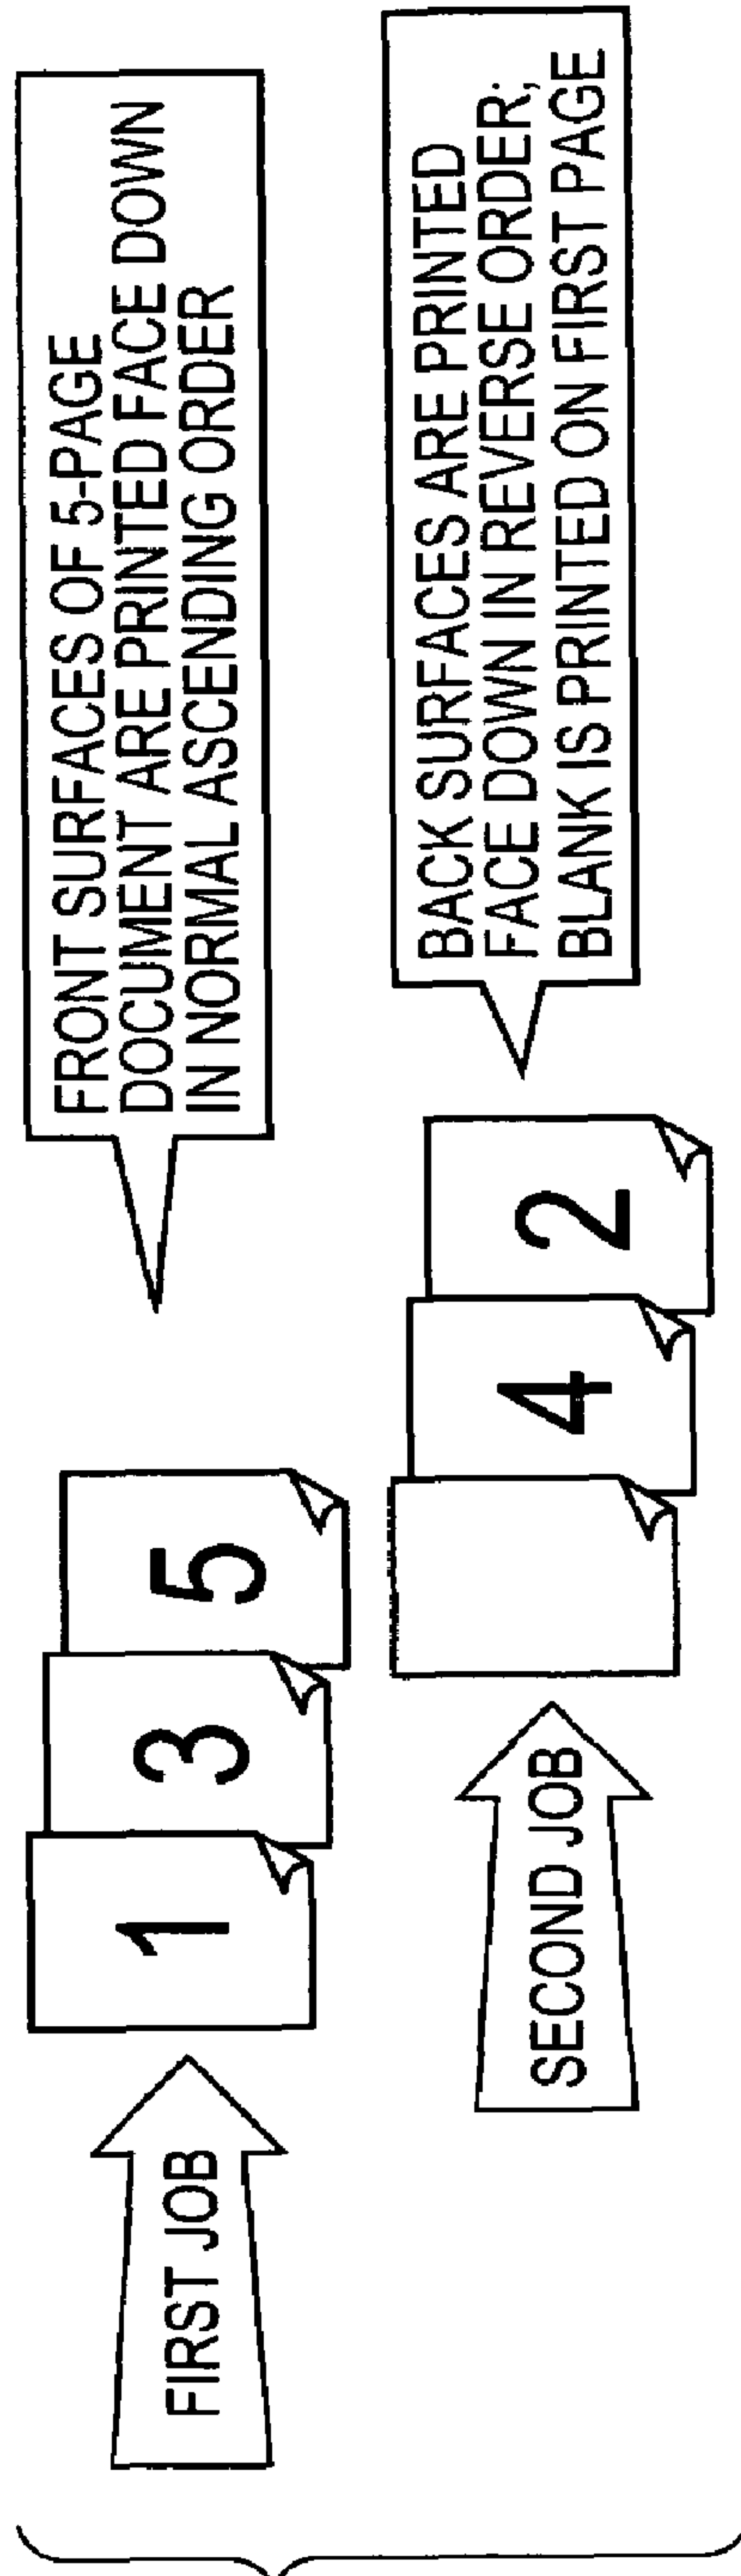 FIRST JOB
1
3
5
FRONT SURFACES OF 5-PAGE
DOCUMENT ARE PRINTED FACE DOWN
IN NORMAL ASCENDING ORDER
SECOND JOB
4
2
BACK SURFACES ARE PRINTED
FACE DOWN IN REVERSE ORDER;
BLANK IS PRINTED ON FIRST PAGE